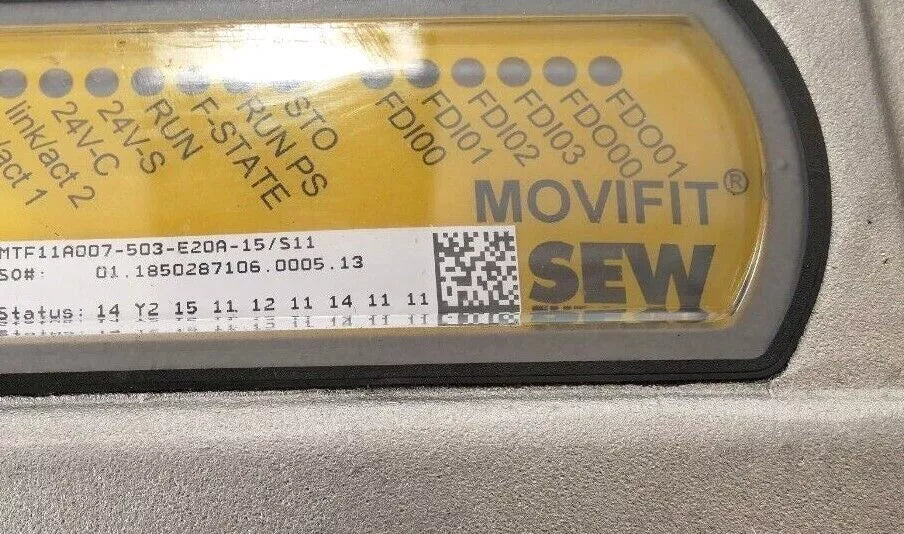 link/act 1
link/act 2
24V-C
24V-S
RUN
F-STATE
RUN PS
STO
FDI00
FDI01
FDI02
FDI03
FDO00
FDO01
MOVIFIT®
SEW
MTF11A007-503-E20A-15/S11
SO#: 01.1850287106.0005.13
Status: 14 Y2 15 11 12 11 14 11 11